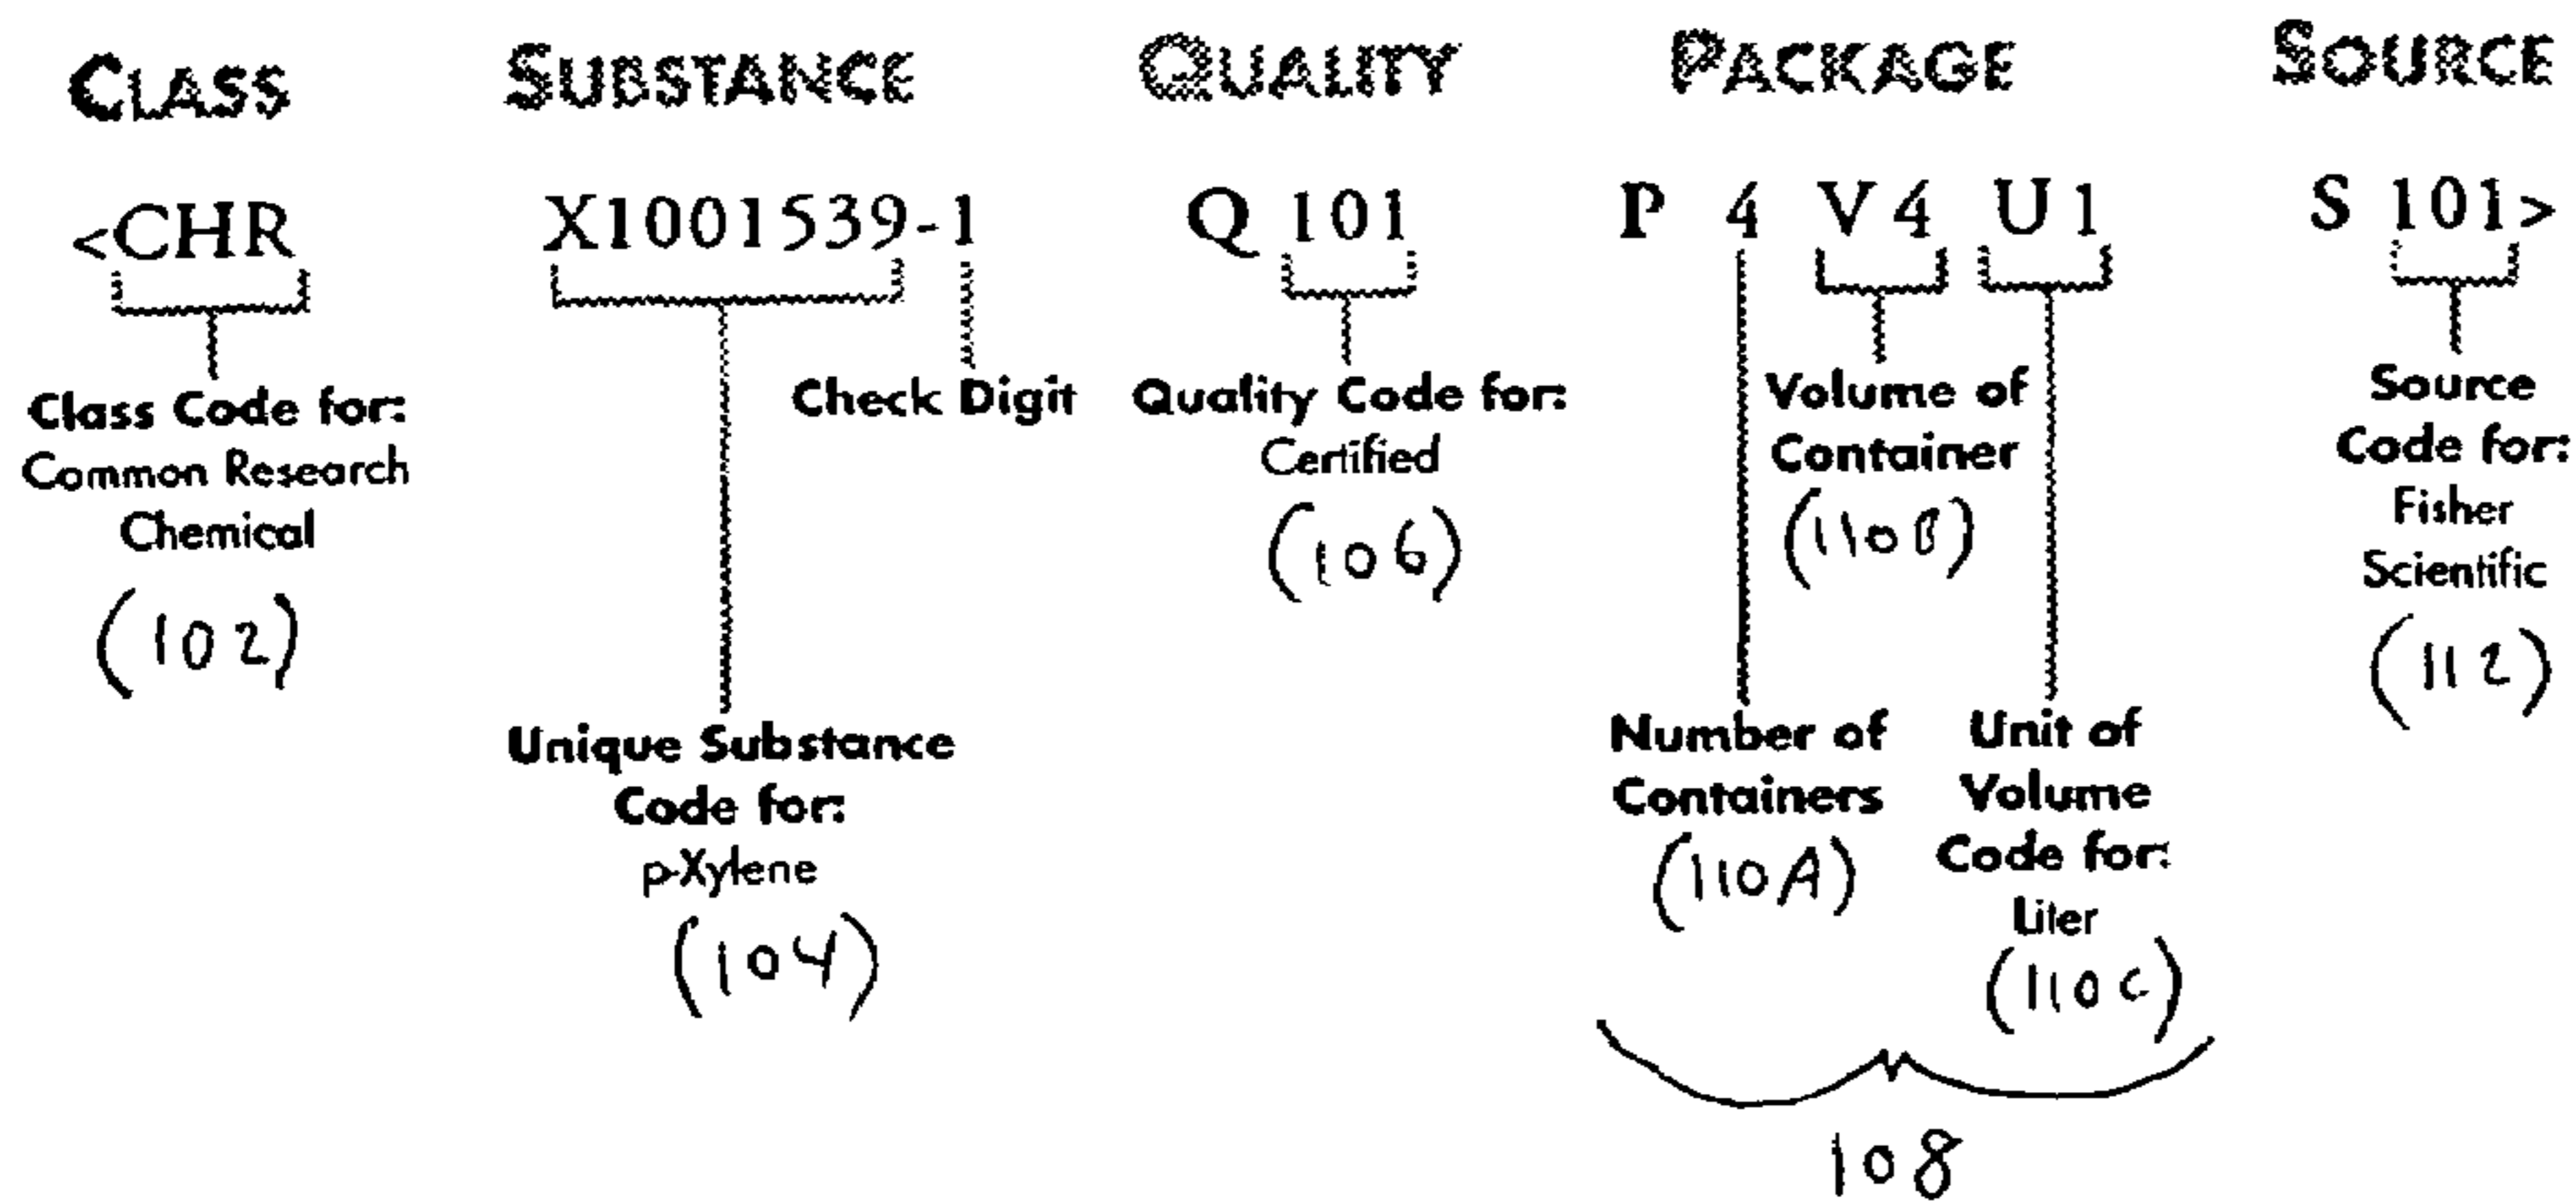 CLASS SUBSTANCE QUALITY PACKAGE SOURCE
<CHR X1001539-1 Q 101 P 4 V4 U1 S 101>
Class Code for:
Common Research
Chemical
(102)
Check Digit
Unique Substance
Code for:
p-Xylene
(104)
Quality Code for:
Certified
(106)
Volume of
Container
(110B)
Number of
Containers
(110A)
Unit of
Volume
Code for:
Liter
(110C)
108
Source
Code for:
Fisher
Scientific
(112)